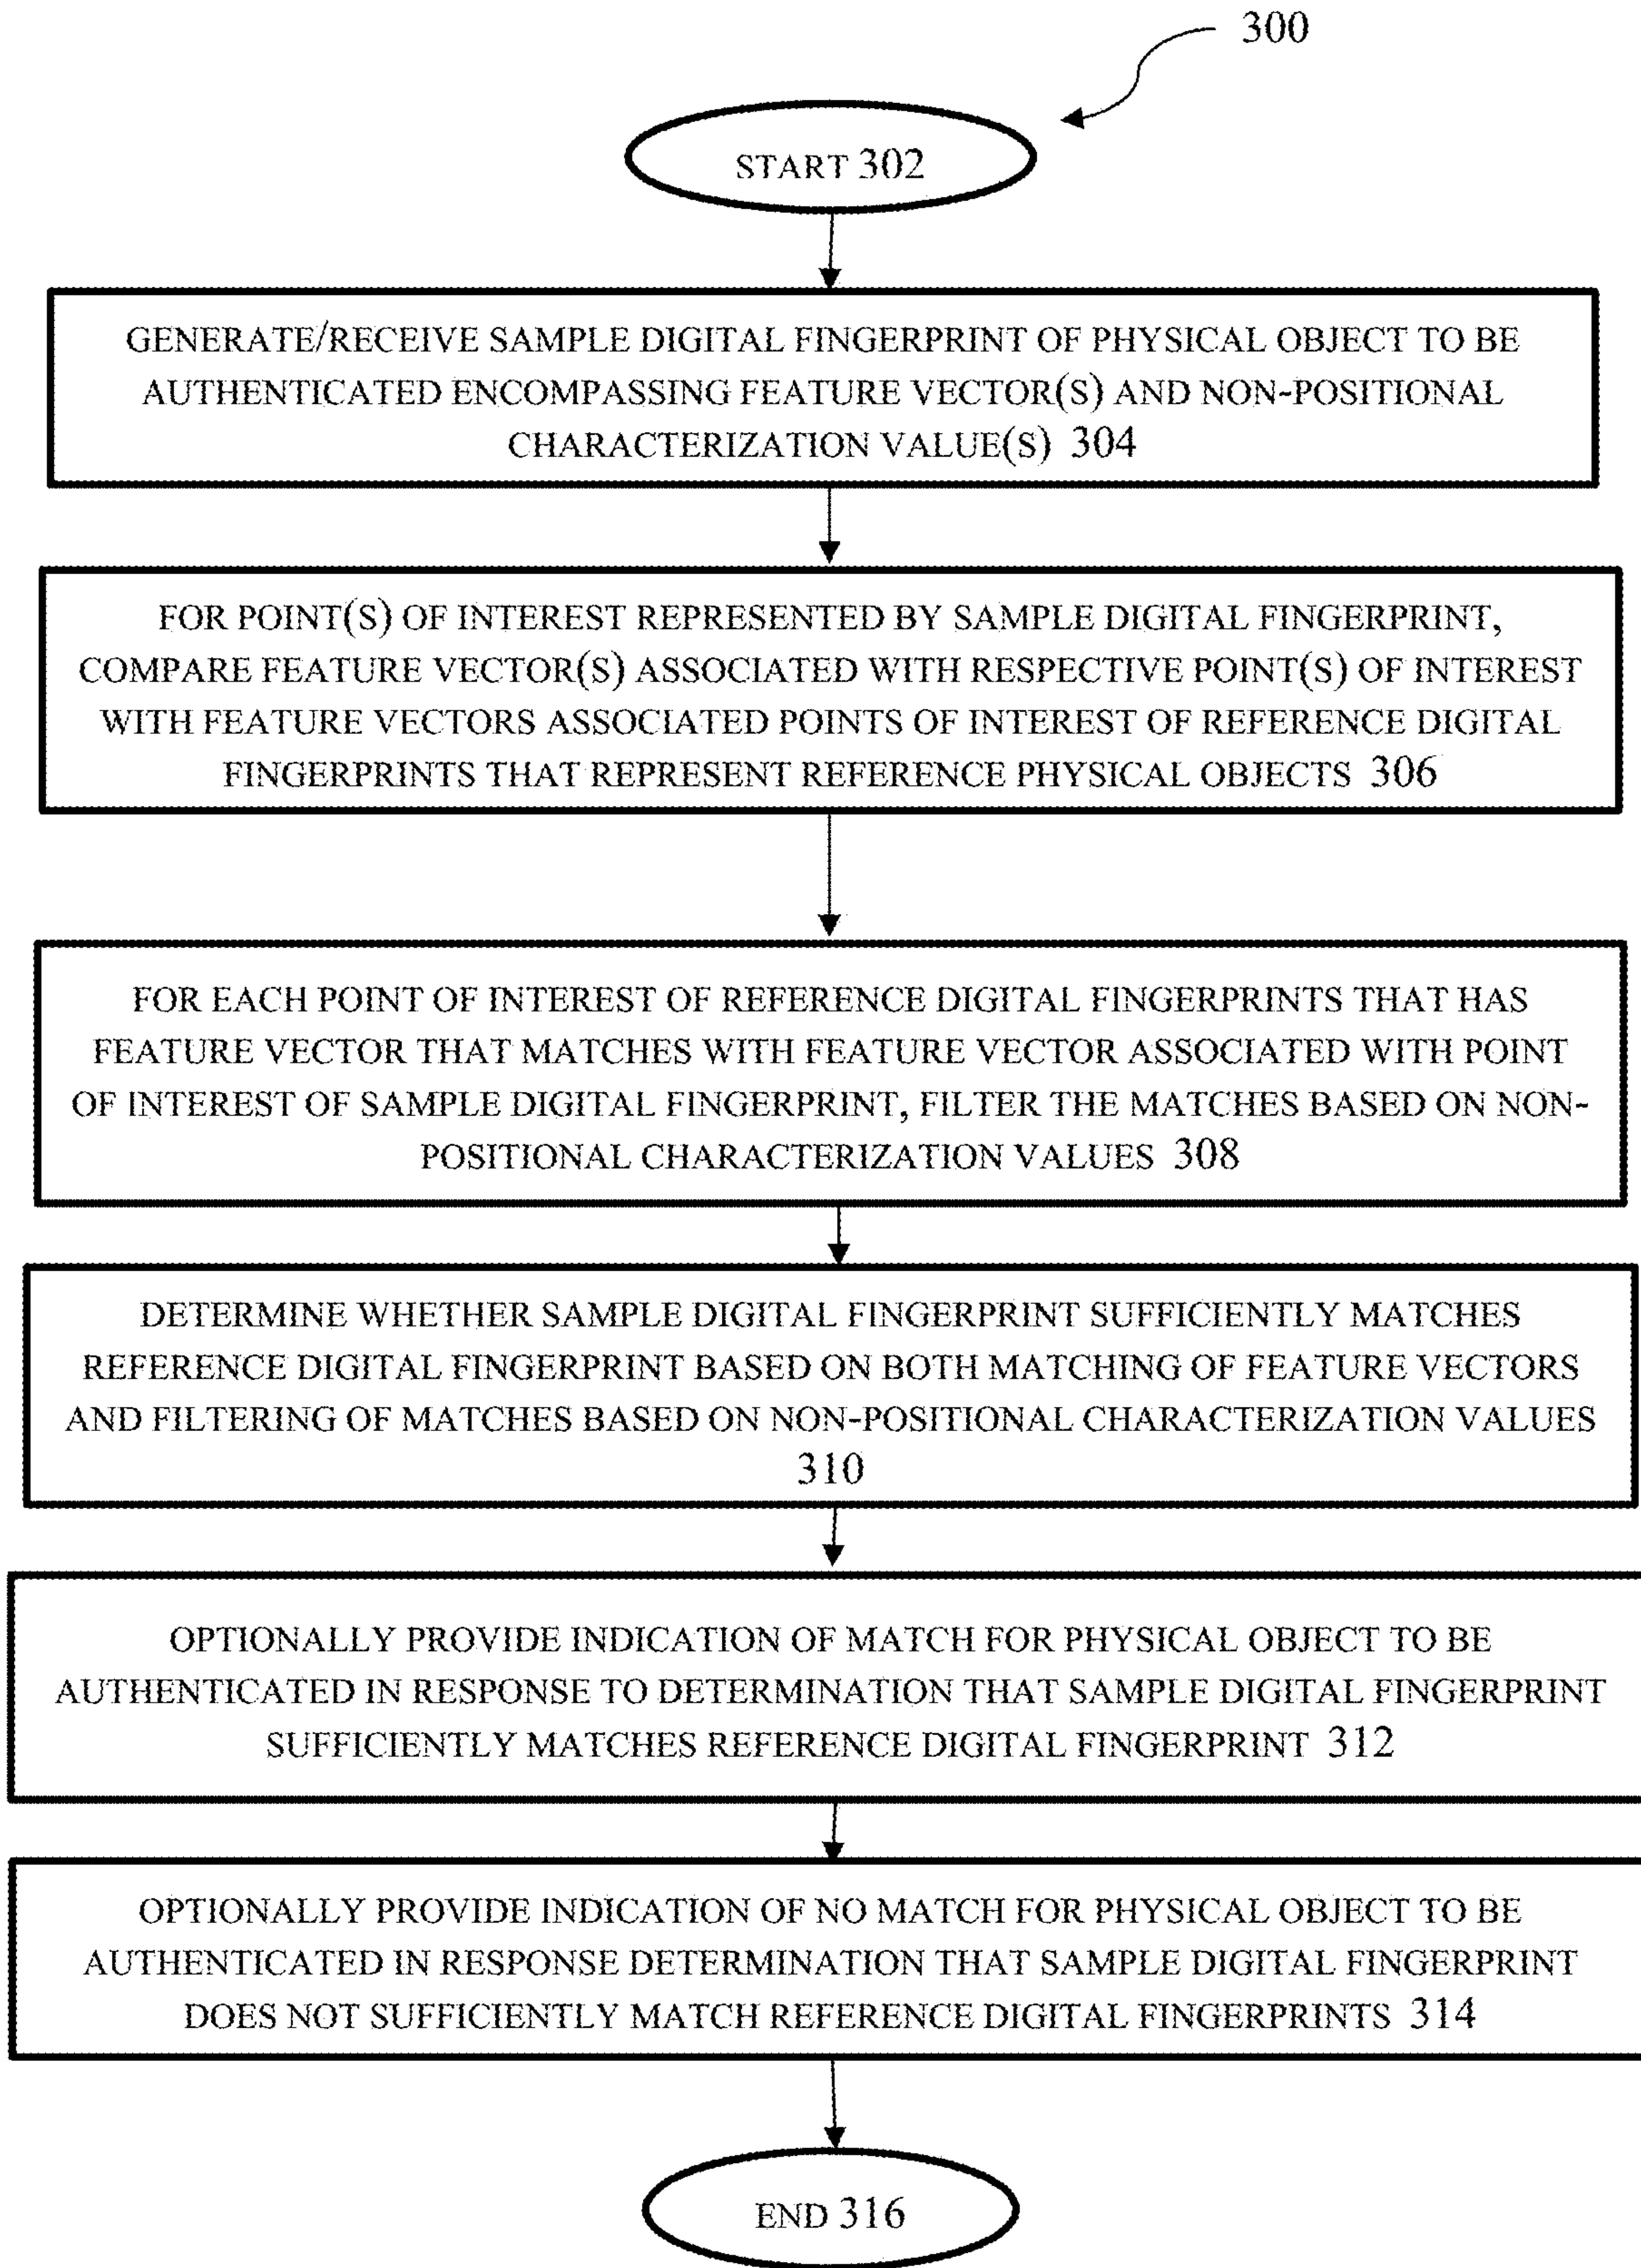 300
START 302
GENERATE/RECEIVE SAMPLE DIGITAL FINGERPRINT OF PHYSICAL OBJECT TO BE
AUTHENTICATED ENCOMPASSING FEATURE VECTOR(S) AND NON-POSITIONAL
CHARACTERIZATION VALUE(S) 304
FOR POINT(S) OF INTEREST REPRESENTED BY SAMPLE DIGITAL FINGERPRINT,
COMPARE FEATURE VECTOR(S) ASSOCIATED WITH RESPECTIVE POINT(S) OF INTEREST
WITH FEATURE VECTORS ASSOCIATED POINTS OF INTEREST OF REFERENCE DIGITAL
FINGERPRINTS THAT REPRESENT REFERENCE PHYSICAL OBJECTS 306
FOR EACH POINT OF INTEREST OF REFERENCE DIGITAL FINGERPRINTS THAT HAS
FEATURE VECTOR THAT MATCHES WITH FEATURE VECTOR ASSOCIATED WITH POINT
OF INTEREST OF SAMPLE DIGITAL FINGERPRINT, FILTER THE MATCHES BASED ON NON-
POSITIONAL CHARACTERIZATION VALUES 308
DETERMINE WHETHER SAMPLE DIGITAL FINGERPRINT SUFFICIENTLY MATCHES
REFERENCE DIGITAL FINGERPRINT BASED ON BOTH MATCHING OF FEATURE VECTORS
AND FILTERING OF MATCHES BASED ON NON-POSITIONAL CHARACTERIZATION VALUES
310
OPTIONALLY PROVIDE INDICATION OF MATCH FOR PHYSICAL OBJECT TO BE
AUTHENTICATED IN RESPONSE TO DETERMINATION THAT SAMPLE DIGITAL FINGERPRINT
SUFFICIENTLY MATCHES REFERENCE DIGITAL FINGERPRINT 312
OPTIONALLY PROVIDE INDICATION OF NO MATCH FOR PHYSICAL OBJECT TO BE
AUTHENTICATED IN RESPONSE DETERMINATION THAT SAMPLE DIGITAL FINGERPRINT
DOES NOT SUFFICIENTLY MATCH REFERENCE DIGITAL FINGERPRINTS 314
END 316